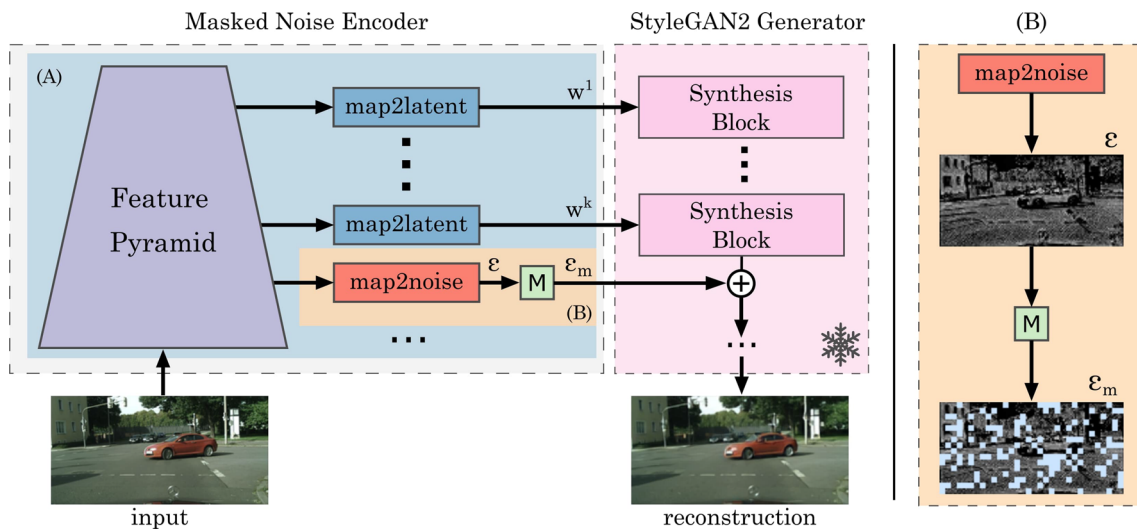 Masked Noise Encoder
StyleGAN2 Generator
(B)
(A)
map2latent
w¹
Synthesis
Block
map2noise
ε
Feature
Pyramid
map2latent
wᵏ
Synthesis
Block
map2noise
ε
M
εₘ
(B)
M
εₘ
input
reconstruction